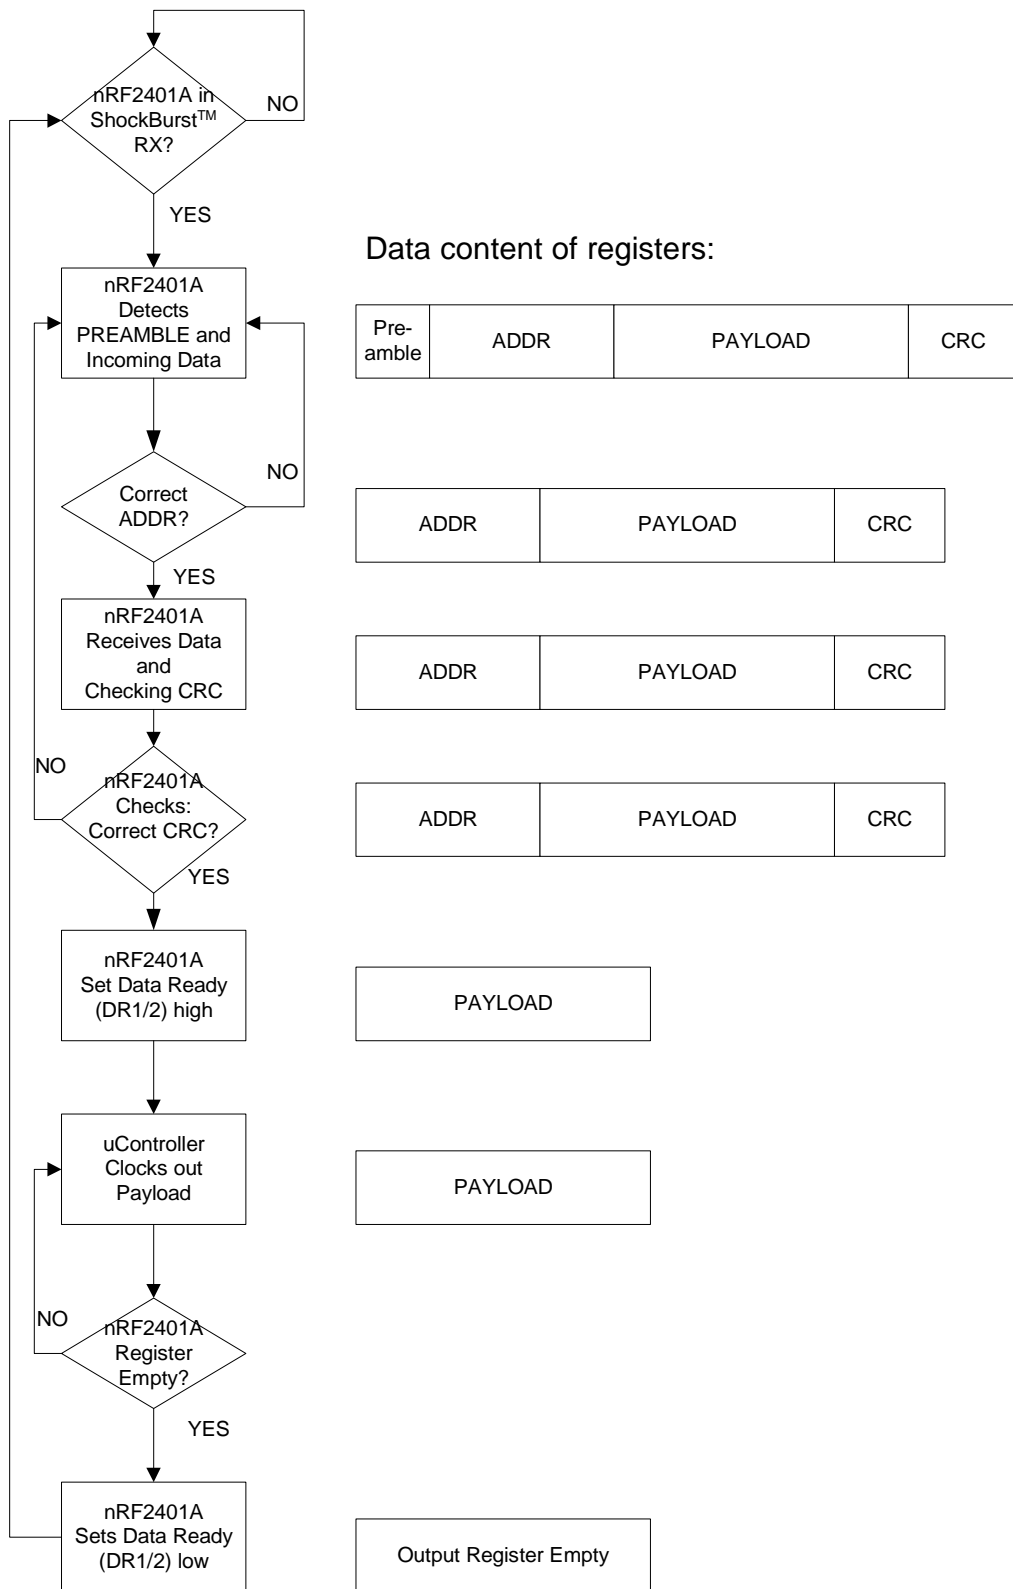 nRF2401A in
ShockBurst™
RX?
NO
YES
Data content of registers:
nRF2401A
Detects
PREAMBLE and
Incoming Data
Pre-
amble
ADDR
PAYLOAD
CRC
Correct
ADDR?
NO
ADDR
PAYLOAD
CRC
YES
nRF2401A
Receives Data
and
Checking CRC
ADDR
PAYLOAD
CRC
NO
nRF2401A
Checks:
Correct CRC?
ADDR
PAYLOAD
CRC
YES
nRF2401A
Set Data Ready
(DR1/2) high
PAYLOAD
uController
Clocks out
Payload
PAYLOAD
NO
nRF2401A
Register
Empty?
YES
nRF2401A
Sets Data Ready
(DR1/2) low
Output Register Empty